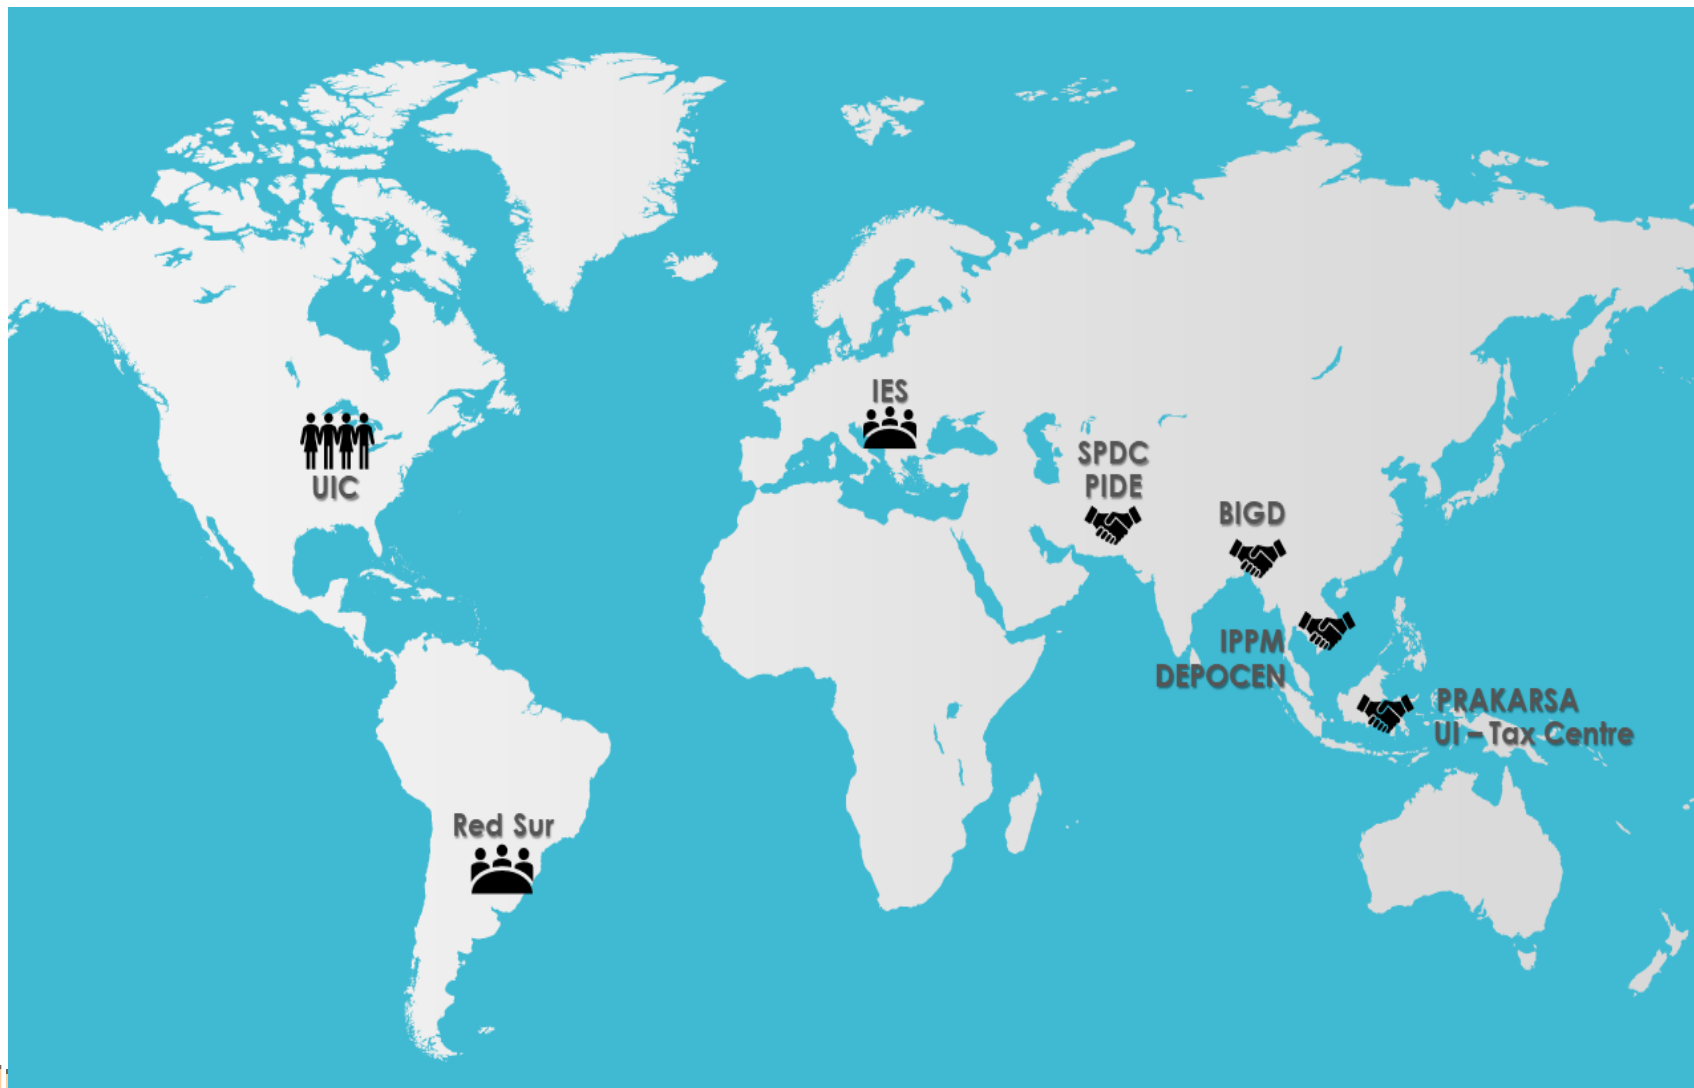 IES
UIC
SPDC
PIDE
BIGD
IPPM
DEPOCEN
PRAKARSA
UI – Tax Centre
Red Sur